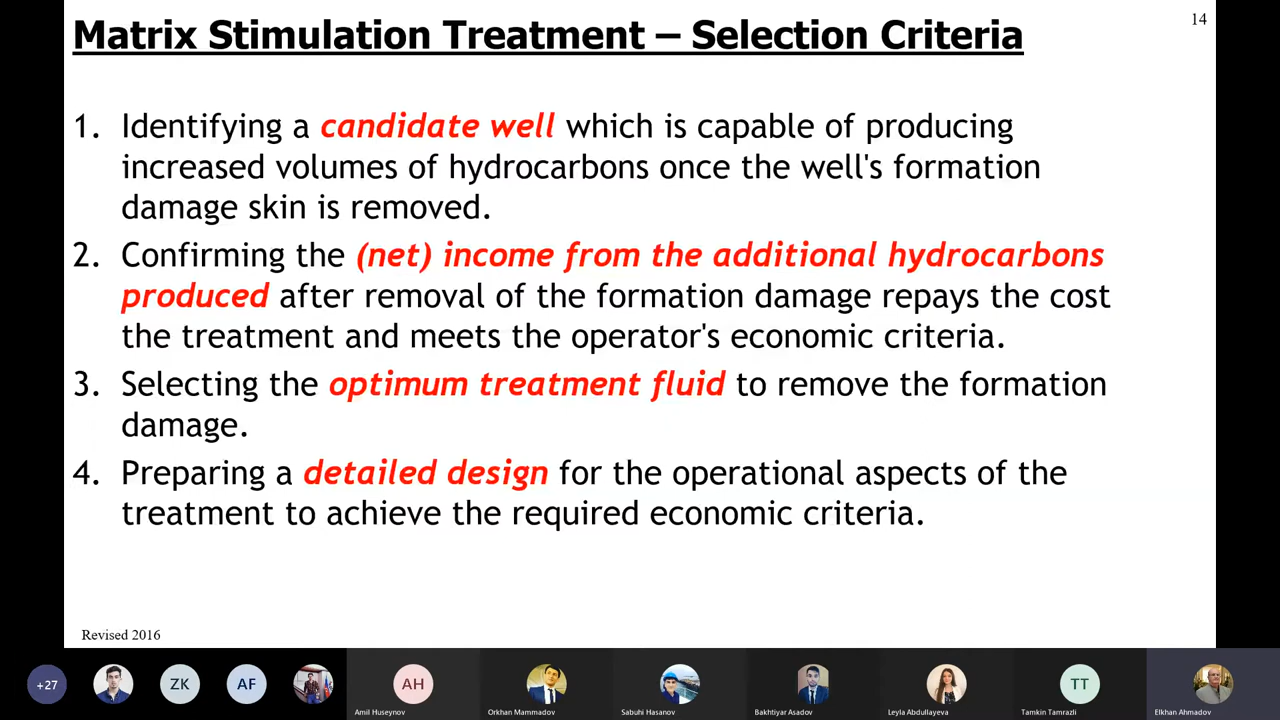 14
Matrix Stimulation Treatment – Selection Criteria
1. Identifying a candidate well which is capable of producing
increased volumes of hydrocarbons once the well's formation
damage skin is removed.
2. Confirming the (net) income from the additional hydrocarbons
produced after removal of the formation damage repays the cost
the treatment and meets the operator's economic criteria.
3. Selecting the optimum treatment fluid to remove the formation
damage.
4. Preparing a detailed design for the operational aspects of the
treatment to achieve the required economic criteria.
Revised 2016
+27
ZK
AF
AH
TT
Amil Huseynov
Orkhan Mammadov
Sabuhi Hasanov
Bakhtiyar Asadov
Leyla Abdullayeva
Tamkin Tamrazli
Elkhan Ahmadov